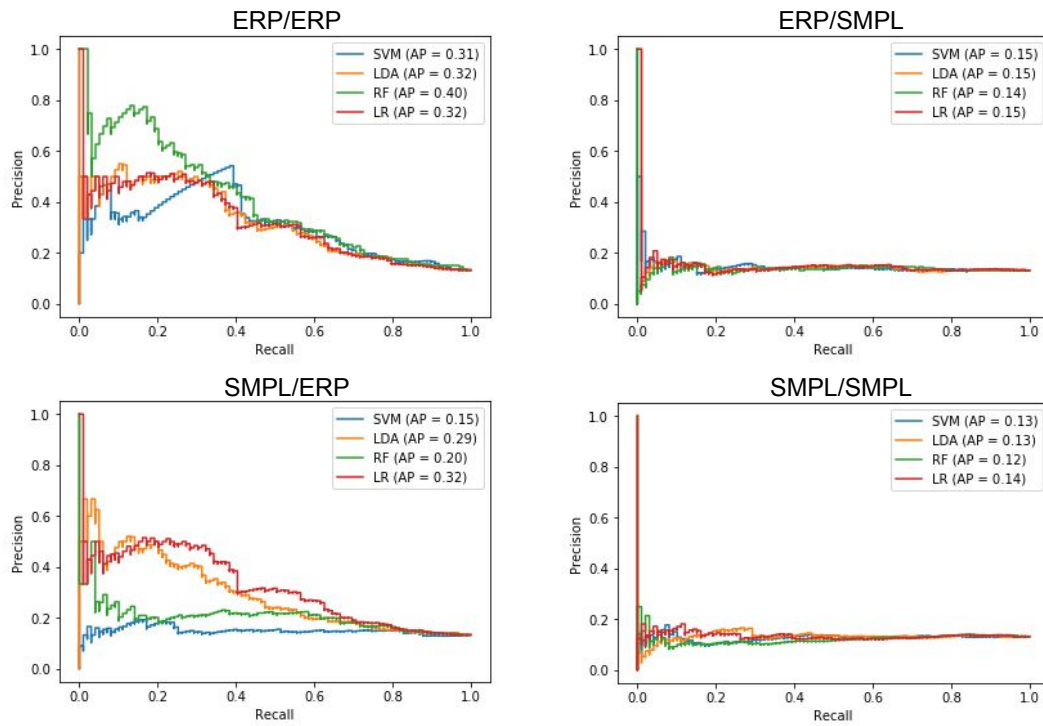 ERP/ERP
1.0
0.8
0.6
0.4
0.2
0.0
Precision
SVM (AP = 0.31)
LDA (AP = 0.32)
RF (AP = 0.40)
LR (AP = 0.32)
0.0 0.2 0.4 0.6 0.8 1.0
Recall
ERP/SMPL
1.0
0.8
0.6
0.4
0.2
0.0
Precision
SVM (AP = 0.15)
LDA (AP = 0.15)
RF (AP = 0.14)
LR (AP = 0.15)
0.0 0.2 0.4 0.6 0.8 1.0
Recall
SMPL/ERP
1.0
0.8
0.6
0.4
0.2
0.0
Precision
SVM (AP = 0.15)
LDA (AP = 0.29)
RF (AP = 0.20)
LR (AP = 0.32)
0.0 0.2 0.4 0.6 0.8 1.0
Recall
SMPL/SMPL
1.0
0.8
0.6
0.4
0.2
0.0
Precision
SVM (AP = 0.13)
LDA (AP = 0.13)
RF (AP = 0.12)
LR (AP = 0.14)
0.0 0.2 0.4 0.6 0.8 1.0
Recall